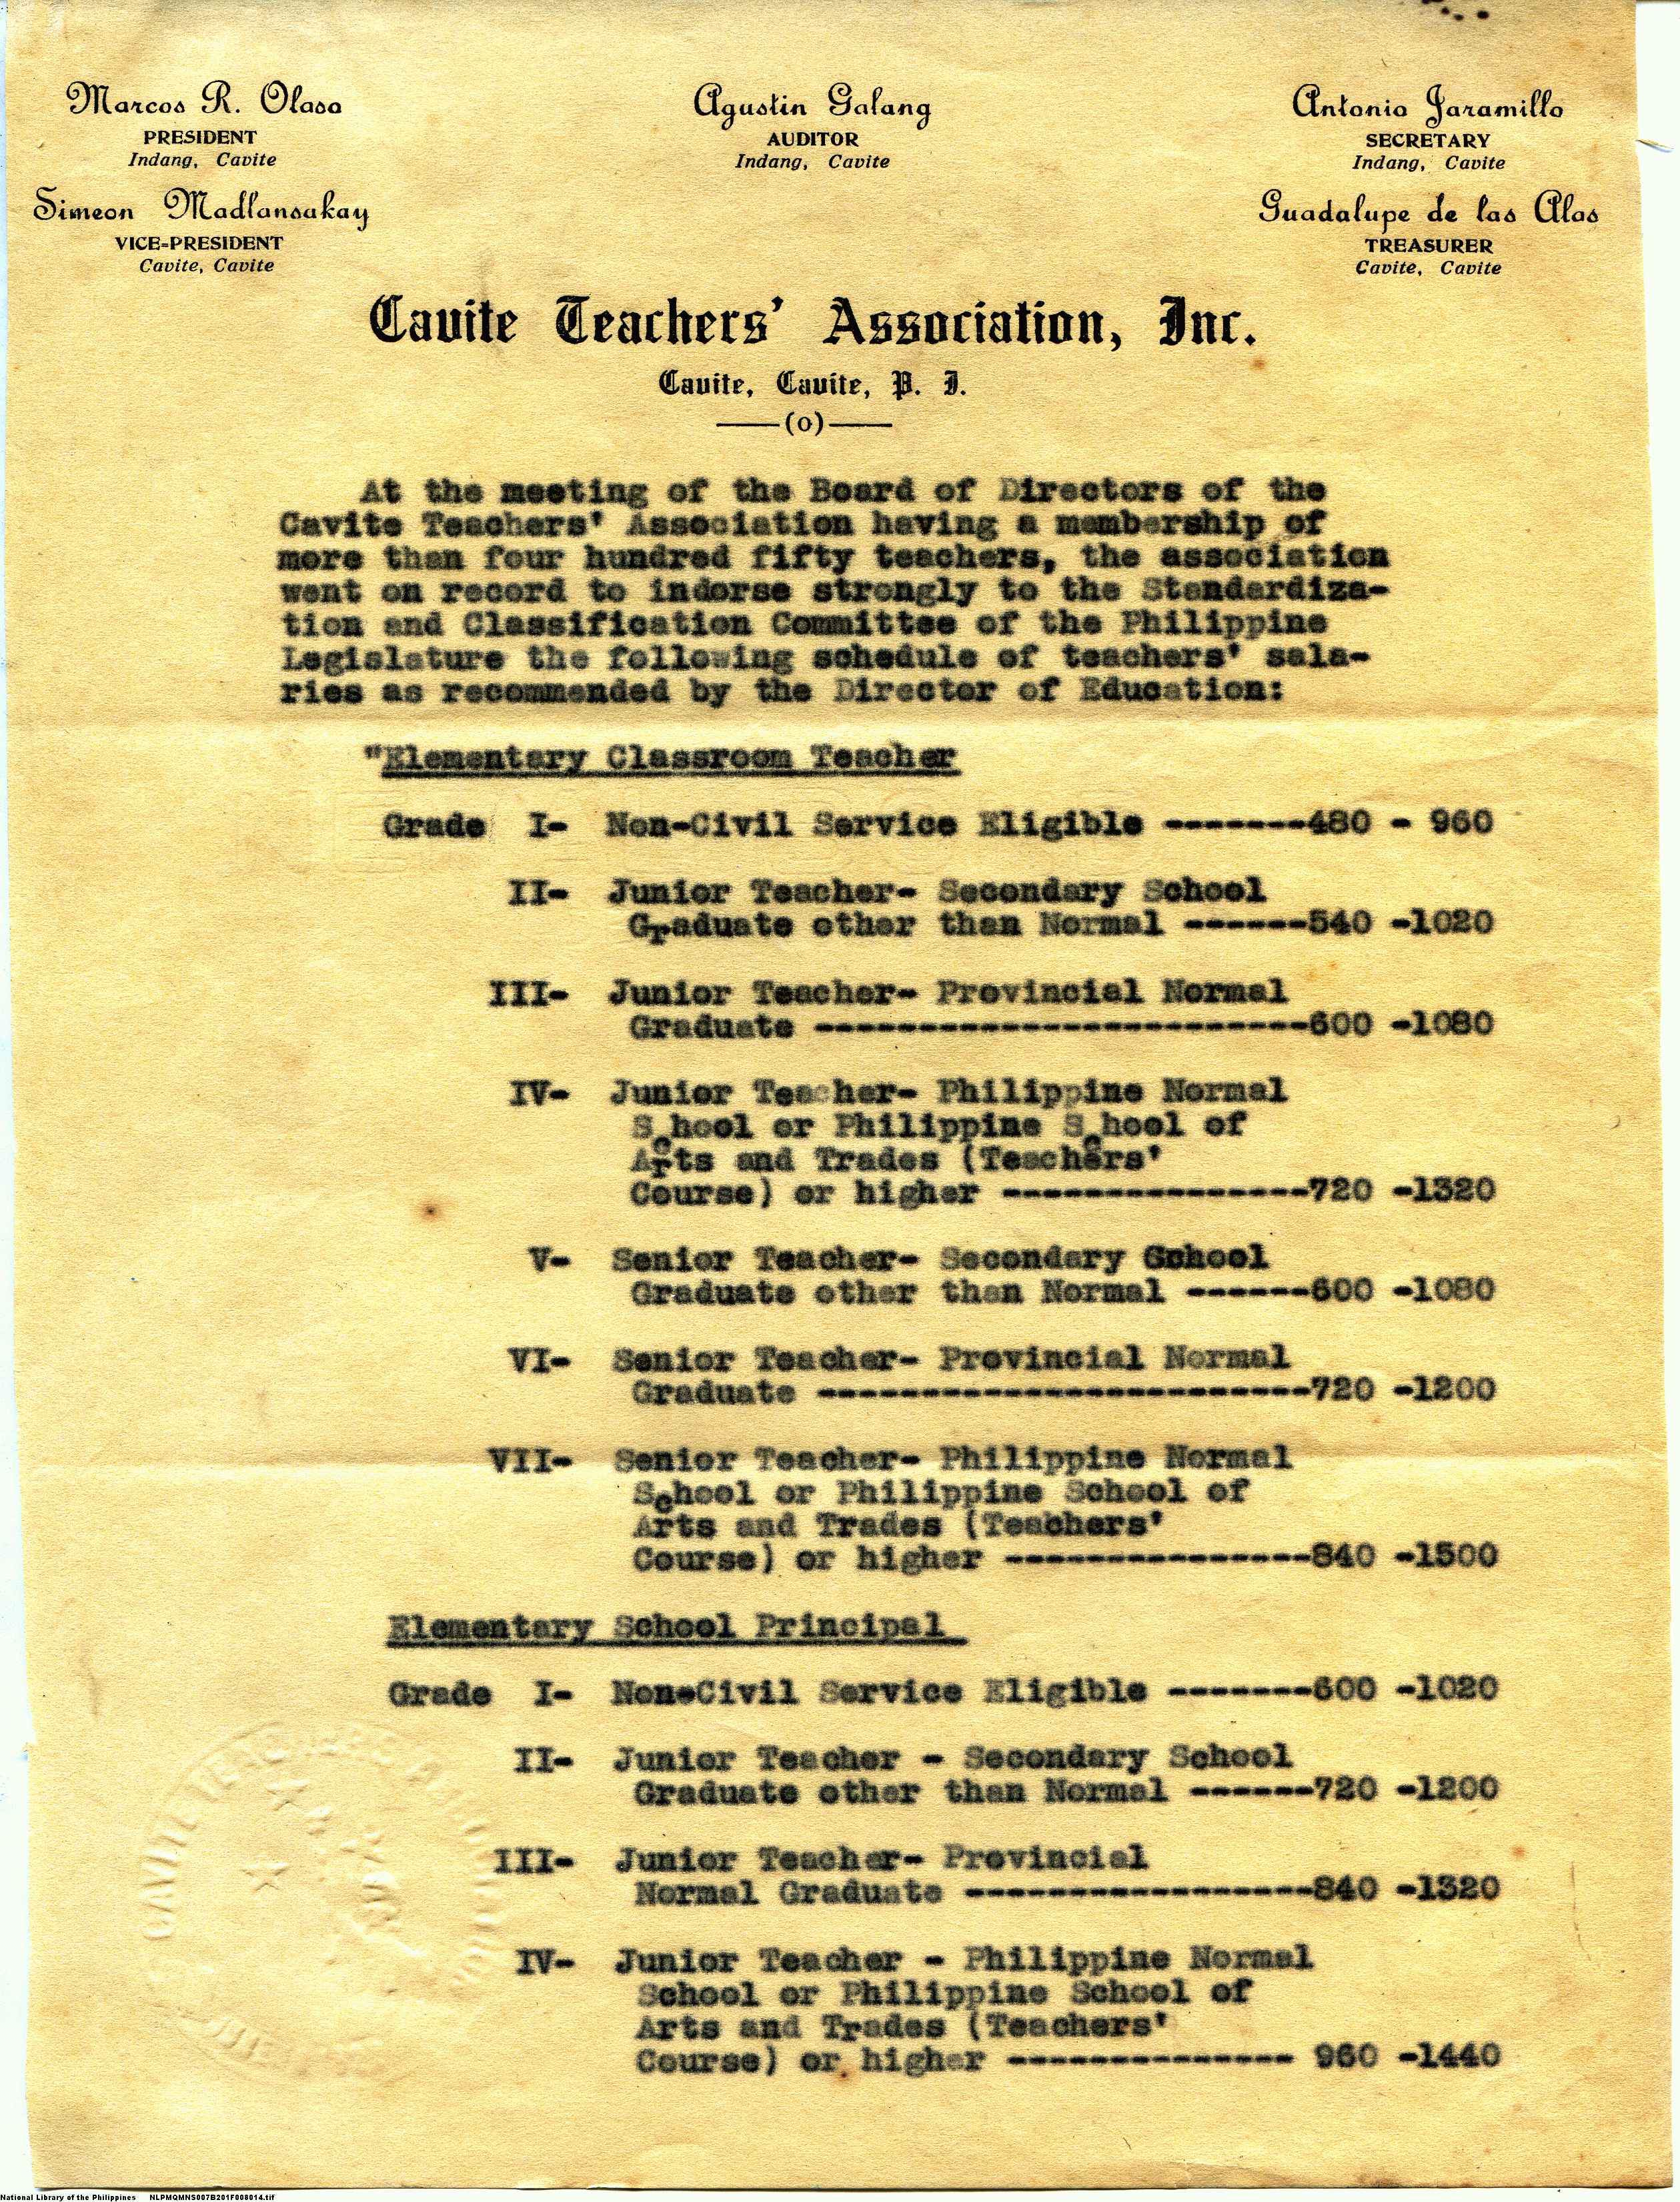 Marcos R. Olaso
PRESIDENT
Indang, Cavite
Simeon Madlansakay
VICE-PRESIDENT
Cavite, Cavite
Agustin Galang
AUDITOR
Indang, Cavite
Antonio Jaramillo
SECRETARY
Indang, Cavite
Guadalupe de las Alas
TREASURER
Cavite, Cavite
Cavite Teachers' Association, Inc.
Cavite, Cavite, P. I.
——(o)——
At the meeting of the Board of Directors of the
Cavite Teachers' Association having a membership of
more than four hundred fifty teachers, the association
went on record to indorse strongly to the Standardiza-
tion and Classification Committee of the Philippine
Legislature the following schedule of teachers' sala-
ries as recommended by the Director of Education:
"Elementary Classroom Teacher
Grade I- Non-Civil Service Eligible -------480 - 960
II- Junior Teacher- Secondary School
Graduate other than Normal ------540 -1020
III- Junior Teacher- Provincial Normal
Graduate ------------------------600 -1080
IV- Junior Teacher- Philippine Normal
School or Philippine School of
Arts and Trades (Teachers'
Course) or higher ---------------720 -1320
V- Senior Teacher- Secondary School
Graduate other than Normal ------600 -1080
VI- Senior Teacher- Provincial Normal
Graduate ------------------------720 -1200
VII- Senior Teacher- Philippine Normal
School or Philippine School of
Arts and Trades (Teachers'
Course) or higher ---------------840 -1500
Elementary School Principal
Grade I- Non-Civil Service Eligible -------600 -1020
II- Junior Teacher - Secondary School
Graduate other than Normal ------720 -1200
III- Junior Teacher- Provincial
Normal Graduate -----------------840 -1320
IV- Junior Teacher - Philippine Normal
School or Philippine School of
Arts and Trades (Teachers'
Course) or higher -------------- 960 -1440
CAVITE TEACHERS
National Library of the Philippines NLPMQMNS007B201F008014.tif